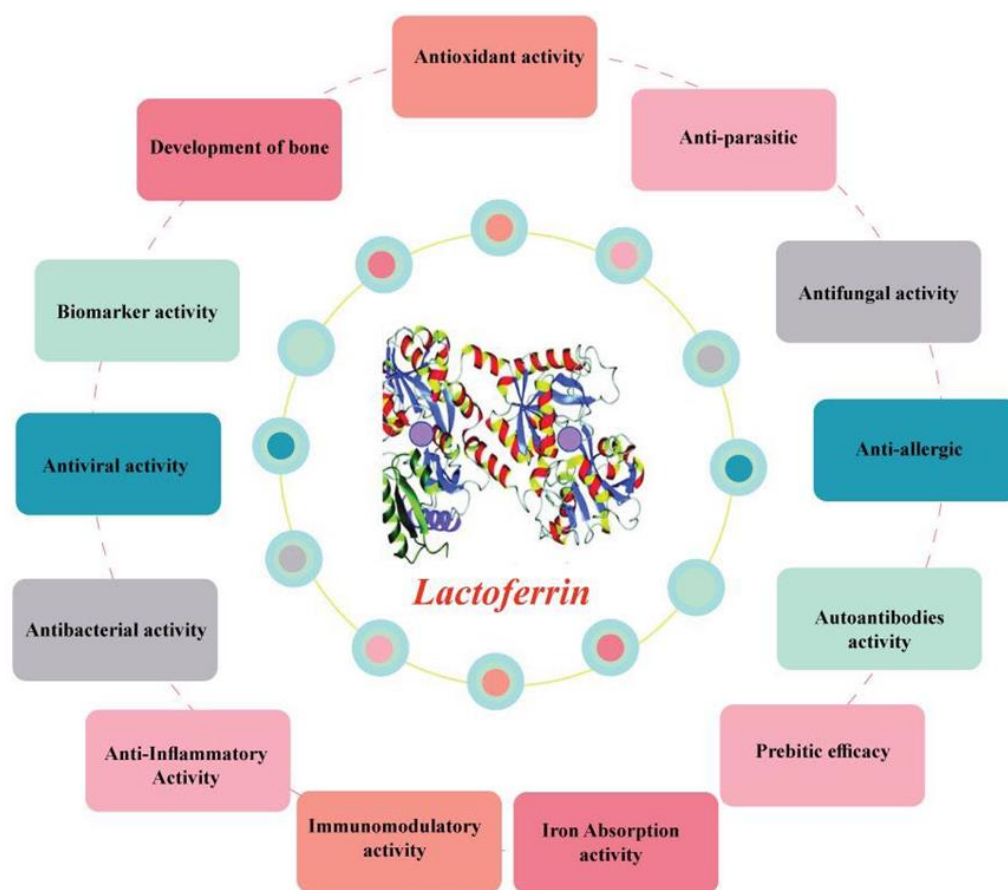 Antioxidant activity
Anti-parasitic
Development of bone
Biomarker activity
Antifungal activity
Antiviral activity
Anti-allergic
Lactoferrin
Antibacterial activity
Autoantibodies
activity
Anti-Inflammatory
Activity
Prebitic efficacy
Immunomodulatory
activity
Iron Absorption
activity